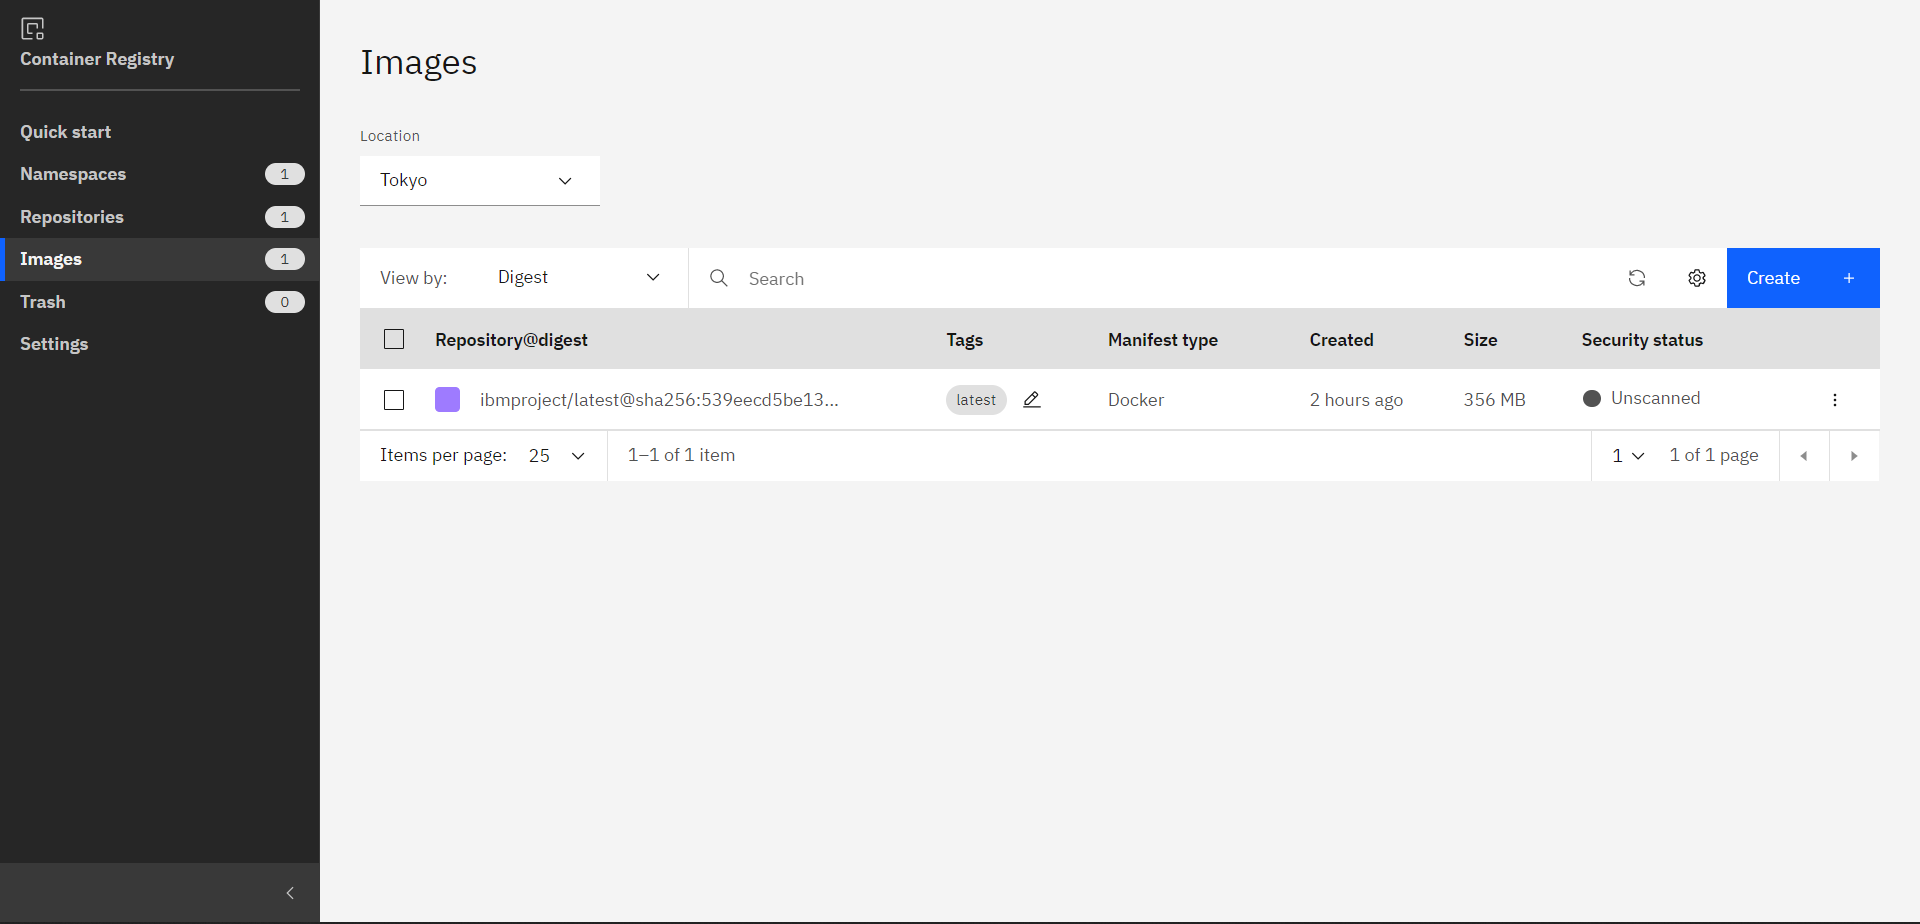 Container Registry
Quick start
Namespaces 1
Repositories 1
Images 1
Trash 0
Settings
Images
Location
Tokyo
View by: Digest Search Create +
Repository@digest Tags Manifest type Created Size Security status
ibmproject/latest@sha256:539eecd5be13... latest Docker 2 hours ago 356 MB Unscanned
Items per page: 25 1–1 of 1 item 1 1 of 1 page